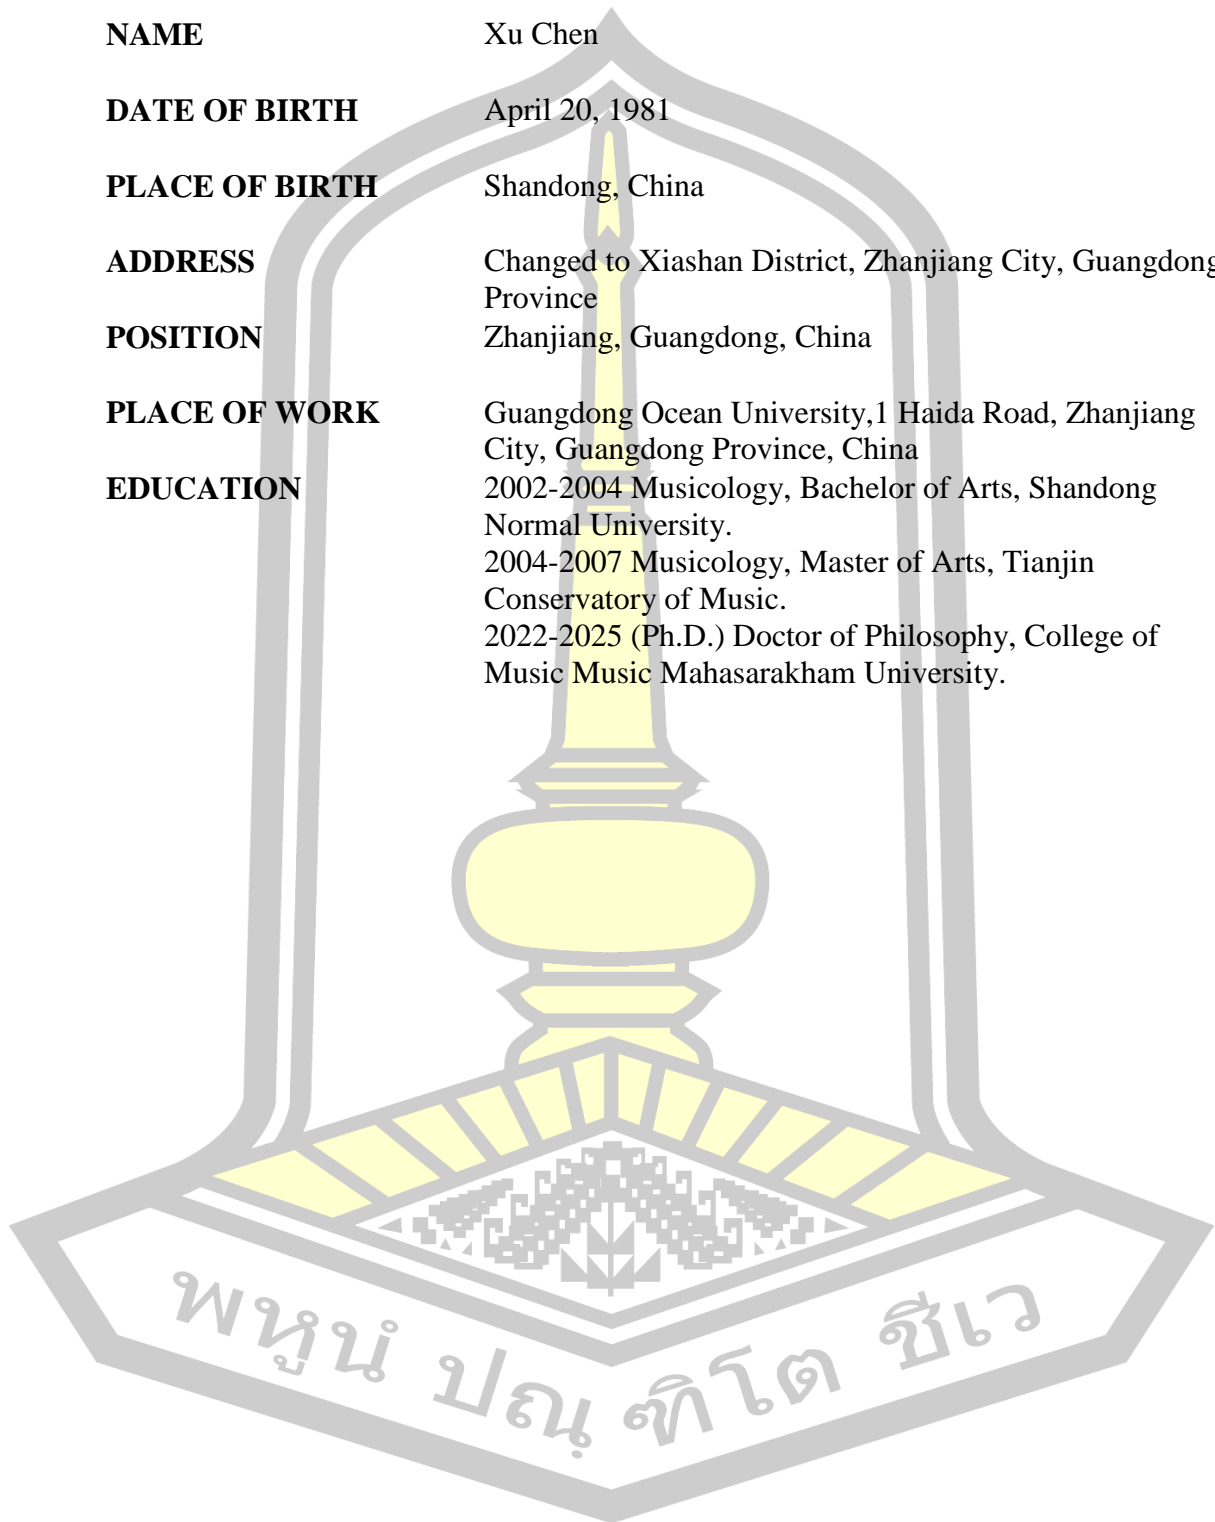 NAME Xu Chen
DATE OF BIRTH April 20, 1981
PLACE OF BIRTH Shandong, China
ADDRESS Changed to Xiashan District, Zhanjiang City, Guangdong
Province
POSITION Zhanjiang, Guangdong, China
PLACE OF WORK Guangdong Ocean University,1 Haida Road, Zhanjiang
City, Guangdong Province, China
EDUCATION 2002-2004 Musicology, Bachelor of Arts, Shandong
Normal University.
2004-2007 Musicology, Master of Arts, Tianjin
Conservatory of Music.
2022-2025 (Ph.D.) Doctor of Philosophy, College of
Music Music Mahasarakham University.
พหูนํ ปณฺ ฑิโต ชีเว